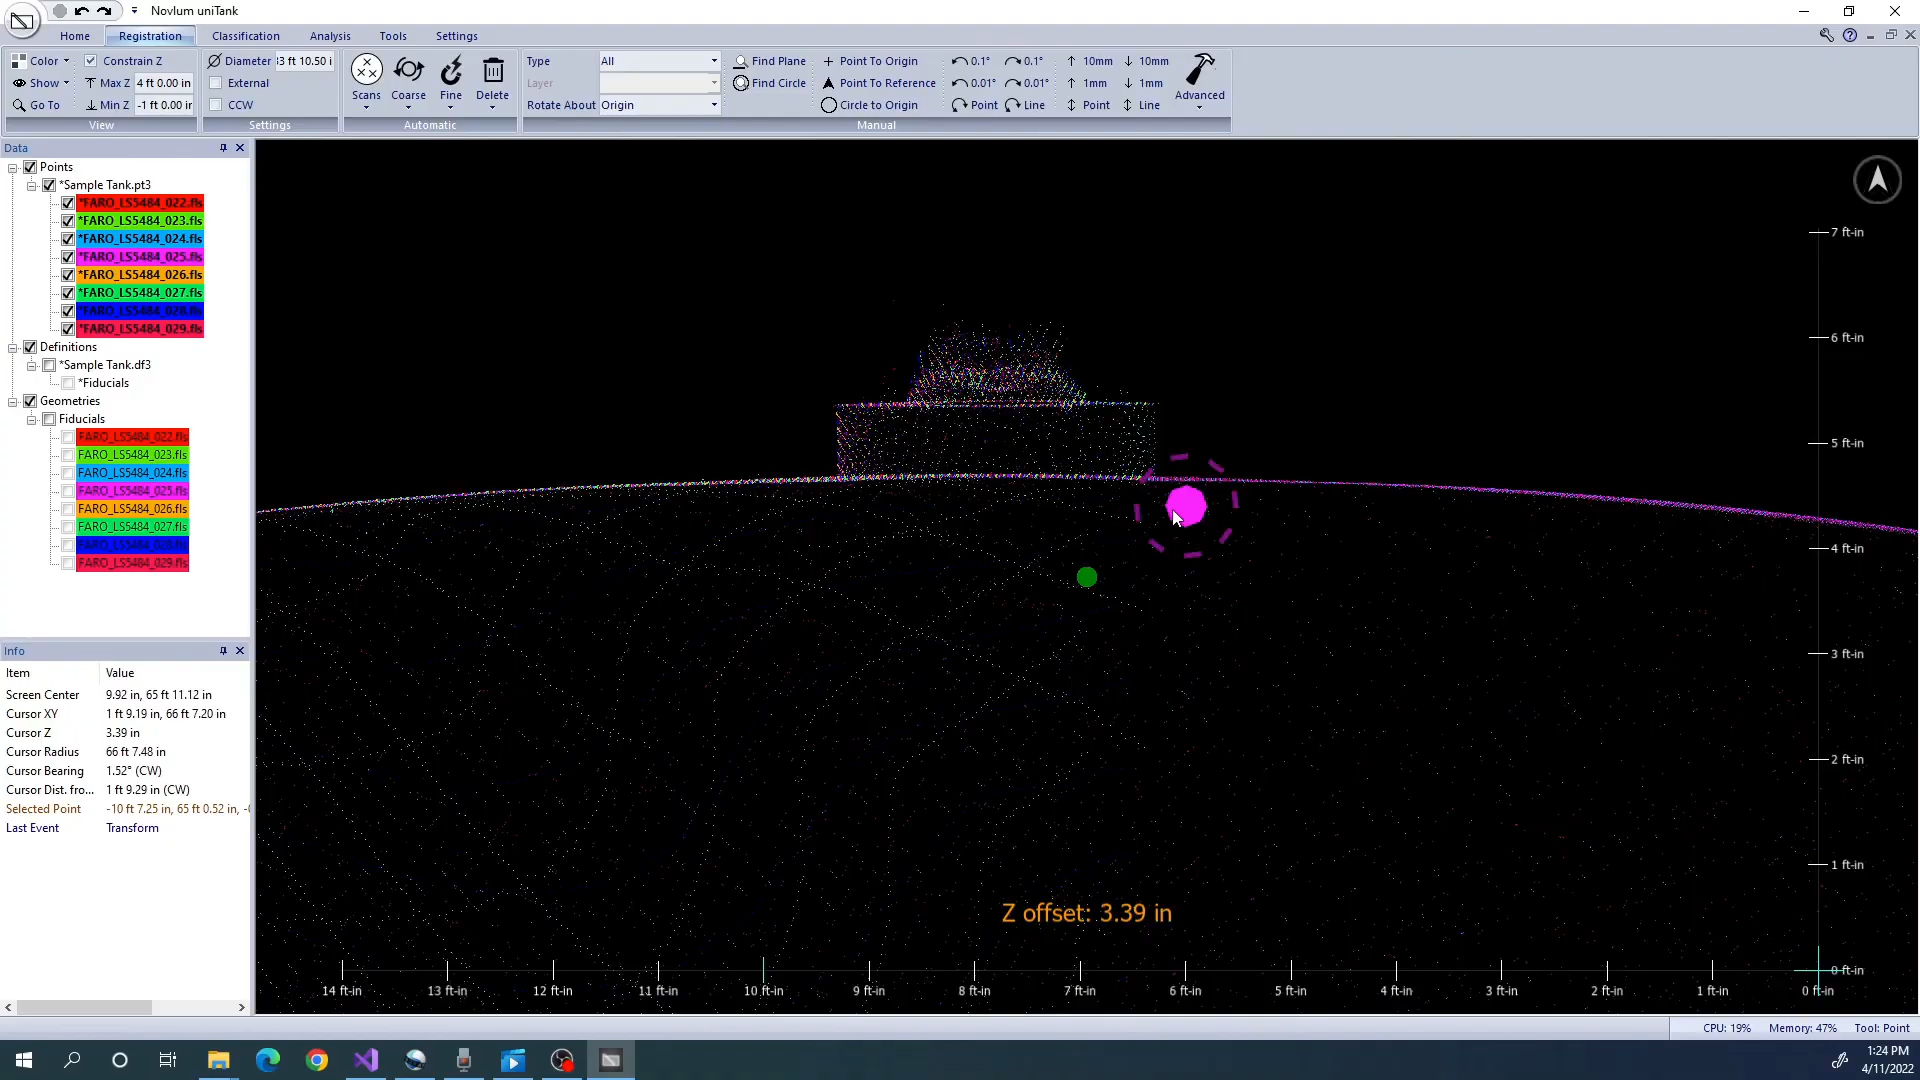 Novlum uniTank
Home Registration Classification Analysis Tools Settings
Color Constrain Z Diameter 3 ft 10.50 i Type All Find Plane Point To Origin 0.1° 0.1° 10mm 10mm
Show Max Z 4 ft 0.00 in External Layer Find Circle Point To Reference 0.01° 0.01° 1mm 1mm
Go To Min Z -1 ft 0.00 in CCW Scans Coarse Fine Delete Rotate About Origin Circle to Origin Point Line Point Line Advanced
View Settings Automatic Manual
Data
Points
*Sample Tank.pt3
*FARO_LS5484_022.fls
*FARO_LS5484_023.fls
*FARO_LS5484_024.fls
*FARO_LS5484_025.fls
*FARO_LS5484_026.fls
*FARO_LS5484_027.fls
*FARO_LS5484_028.fls
*FARO_LS5484_029.fls
Definitions
*Sample Tank.df3
*Fiducials
Geometries
Fiducials
FARO_LS5484_022.fls
FARO_LS5484_023.fls
FARO_LS5484_024.fls
FARO_LS5484_025.fls
FARO_LS5484_026.fls
FARO_LS5484_027.fls
FARO_LS5484_028.fls
FARO_LS5484_029.fls
Info
Item Value
Screen Center 9.92 in, 65 ft 11.12 in
Cursor XY 1 ft 9.19 in, 66 ft 7.20 in
Cursor Z 3.39 in
Cursor Radius 66 ft 7.48 in
Cursor Bearing 1.52° (CW)
Cursor Dist. fro... 1 ft 9.29 in (CW)
Selected Point -10 ft 7.25 in, 65 ft 0.52 in, -(
Last Event Transform
7 ft-in
6 ft-in
5 ft-in
4 ft-in
3 ft-in
2 ft-in
1 ft-in
0 ft-in
Z offset: 3.39 in
14 ft-in 13 ft-in 12 ft-in 11 ft-in 10 ft-in 9 ft-in 8 ft-in 7 ft-in 6 ft-in 5 ft-in 4 ft-in 3 ft-in 2 ft-in 1 ft-in 0 ft-in
CPU: 19% Memory: 47% Tool: Point
1:24 PM
4/11/2022